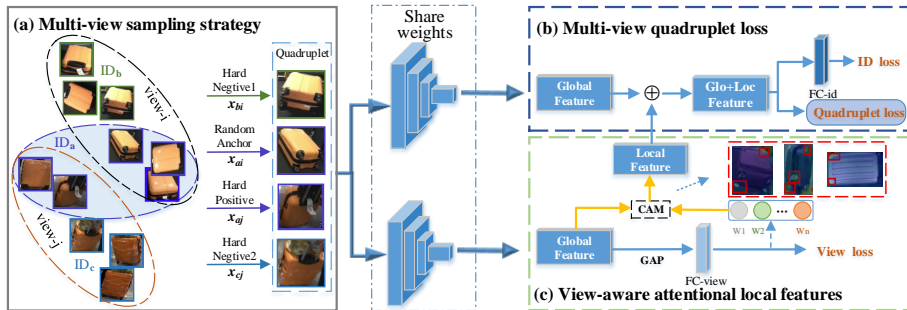 (a) Multi-view sampling strategy
ID_b
view-i
ID_a
view-j
ID_c
Hard
Negtive1
x_bi
Random
Anchor
x_ai
Hard
Positive
x_aj
Hard
Negtive2
x_cj
Quadruplet
Share
weights
(b) Multi-view quadruplet loss
Global
Feature
Glo+Loc
Feature
FC-id
ID loss
Quadruplet loss
Local
Feature
CAM
Global
Feature
GAP
FC-view
W1 W2 ... Wn
View loss
(c) View-aware attentional local features